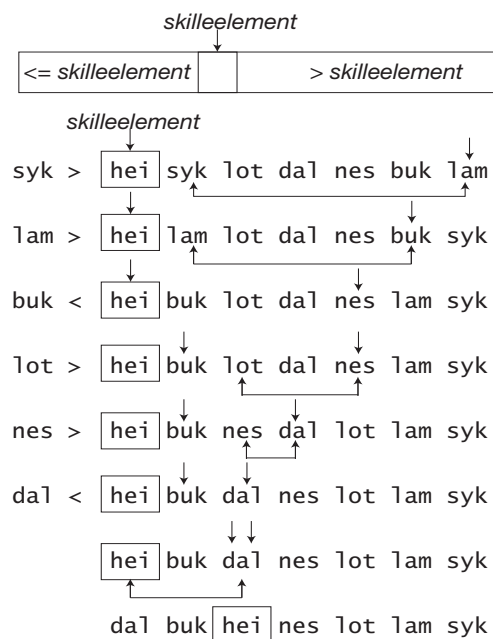 skilleelement
<= skilleelement > skilleelement
skilleelement
syk > hei syk lot dal nes buk lam
lam > hei lam lot dal nes buk syk
buk < hei buk lot dal nes lam syk
lot > hei buk lot dal nes lam syk
nes > hei buk nes dal lot lam syk
dal < hei buk dal nes lot lam syk
hei buk dal nes lot lam syk
dal buk hei nes lot lam syk